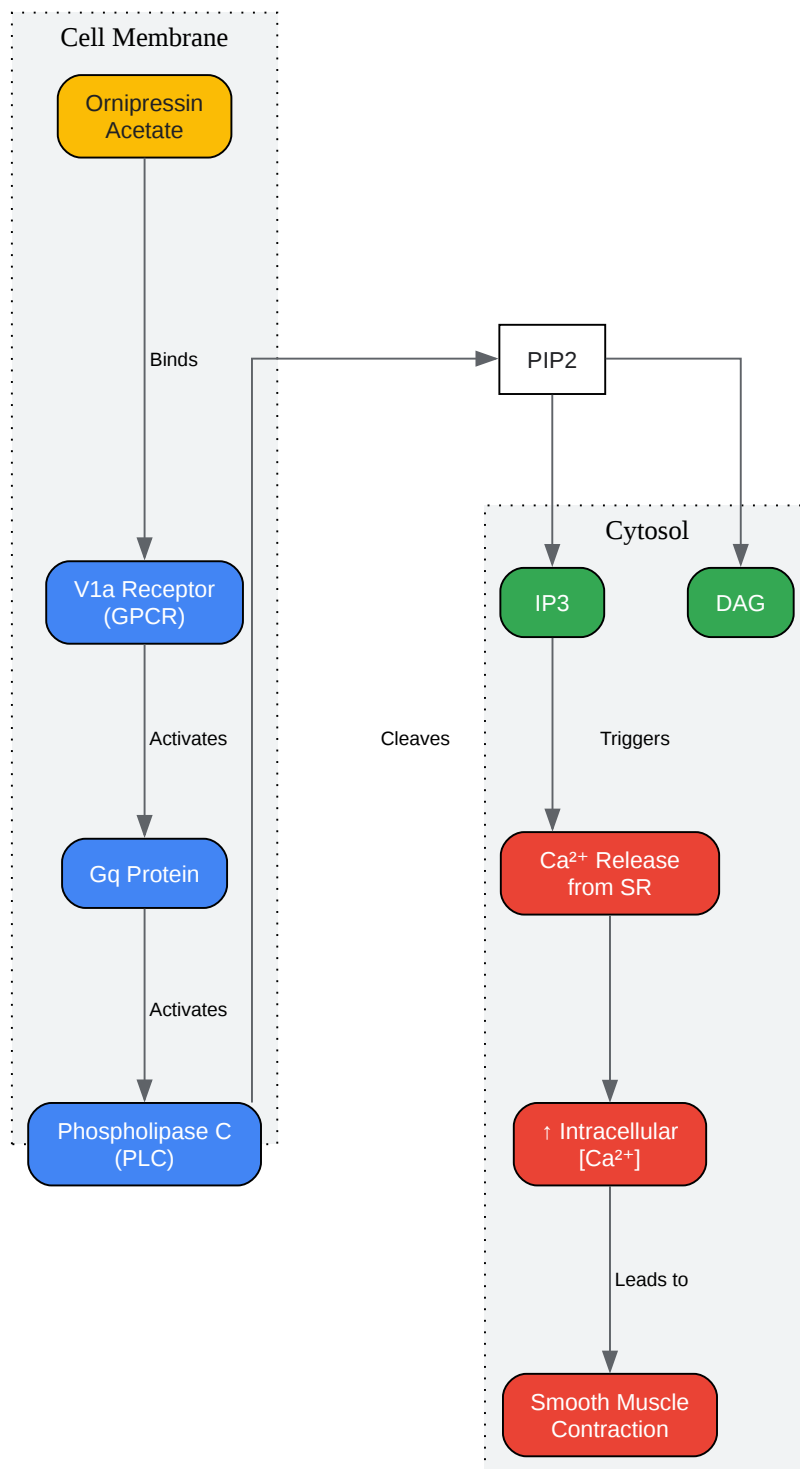 Cell Membrane
Ornipressin
Acetate
Binds
PIP2
Cytosol
V1a Receptor
(GPCR)
IP3
DAG
Activates
Cleaves
Triggers
Gq Protein
Ca²⁺ Release
from SR
Activates
Phospholipase C
(PLC)
↑ Intracellular
[Ca²⁺]
Leads to
Smooth Muscle
Contraction